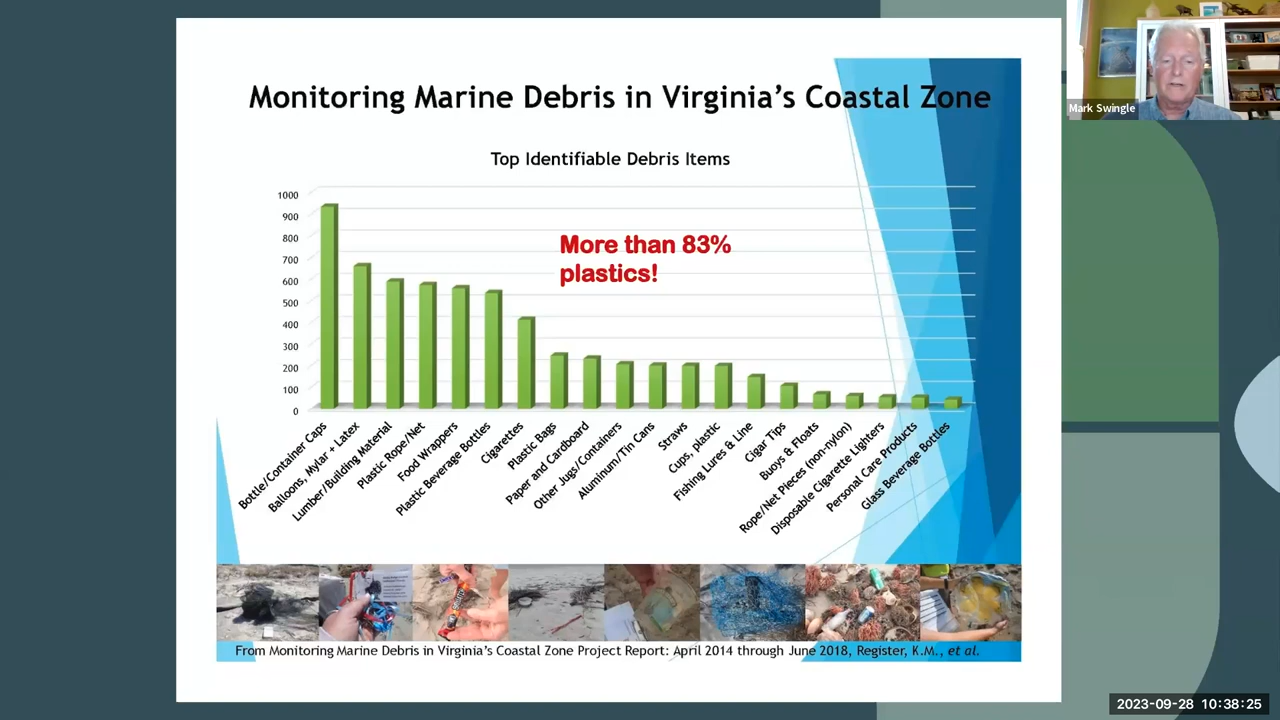 Monitoring Marine Debris in Virginia's Coastal Zone
Mark Swingle
Top Identifiable Debris Items
1000
900
800
700
600
500
400
300
200
100
0
More than 83%
plastics!
Bottle/Container Caps
Balloons, Mylar + Latex
Lumber/Building Material
Plastic Rope/Net
Food Wrappers
Plastic Beverage Bottles
Cigarettes
Plastic Bags
Paper and Cardboard
Other Jugs/Containers
Aluminum/Tin Cans
Straws
Cups, plastic
Fishing Lures & Line
Cigar Tips
Buoys & Floats
Rope/Net Pieces (non-nylon)
Disposable Cigarette Lighters
Personal Care Products
Glass Beverage Bottles
From Monitoring Marine Debris in Virginia's Coastal Zone Project Report: April 2014 through June 2018, Register, K.M., et al.
2023-09-28 10:38:25